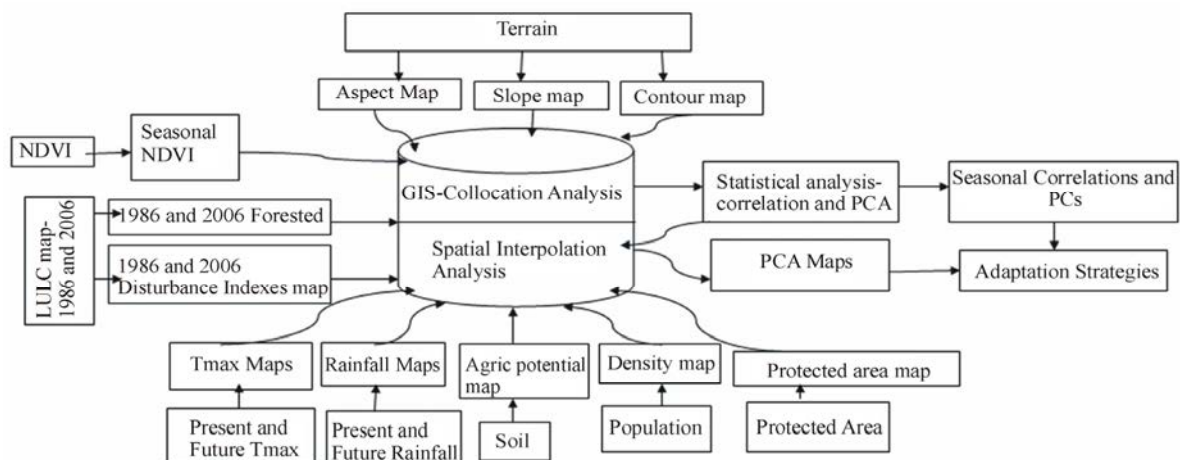 Terrain
Aspect Map
Slope map
Contour map
NDVI
Seasonal
NDVI
GIS-Collocation Analysis
Statistical analysis-
correlation and PCA
Seasonal Correlations and
PCs
LULC map-
1986 and 2006
1986 and 2006 Forested
1986 and 2006
Disturbance Indexes map
Spatial Interpolation
Analysis
PCA Maps
Adaptation Strategies
Tmax Maps
Rainfall Maps
Agric potential
map
Density map
Protected area map
Present and
Future Tmax
Present and
Future Rainfall
Soil
Population
Protected Area